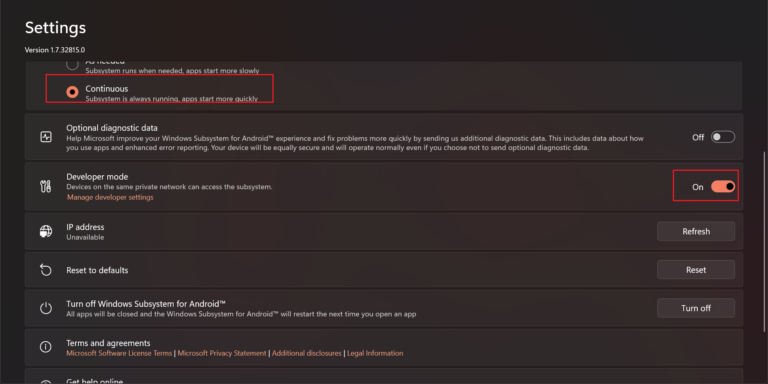 Settings
Version 1.7.32815.0
As needed
Subsystem runs when needed, apps start more slowly
Continuous
Subsystem is always running, apps start more quickly
Optional diagnostic data
Help Microsoft improve your Windows Subsystem for Android™ experience and fix problems more quickly by sending us additional diagnostic data. This includes data about how
you use apps and enhanced error reporting. Your device will be equally secure and will operate normally even if you choose not to send optional diagnostic data.
Off
Developer mode
Devices on the same private network can access the subsystem.
Manage developer settings
On
IP address
Unavailable
Refresh
Reset to defaults
Reset
Turn off Windows Subsystem for Android™
All apps will be closed and the Windows Subsystem for Android™ will restart the next time you open an app
Turn off
Terms and agreements
Microsoft Software License Terms | Microsoft Privacy Statement | Additional disclosures | Legal Information
Get help online